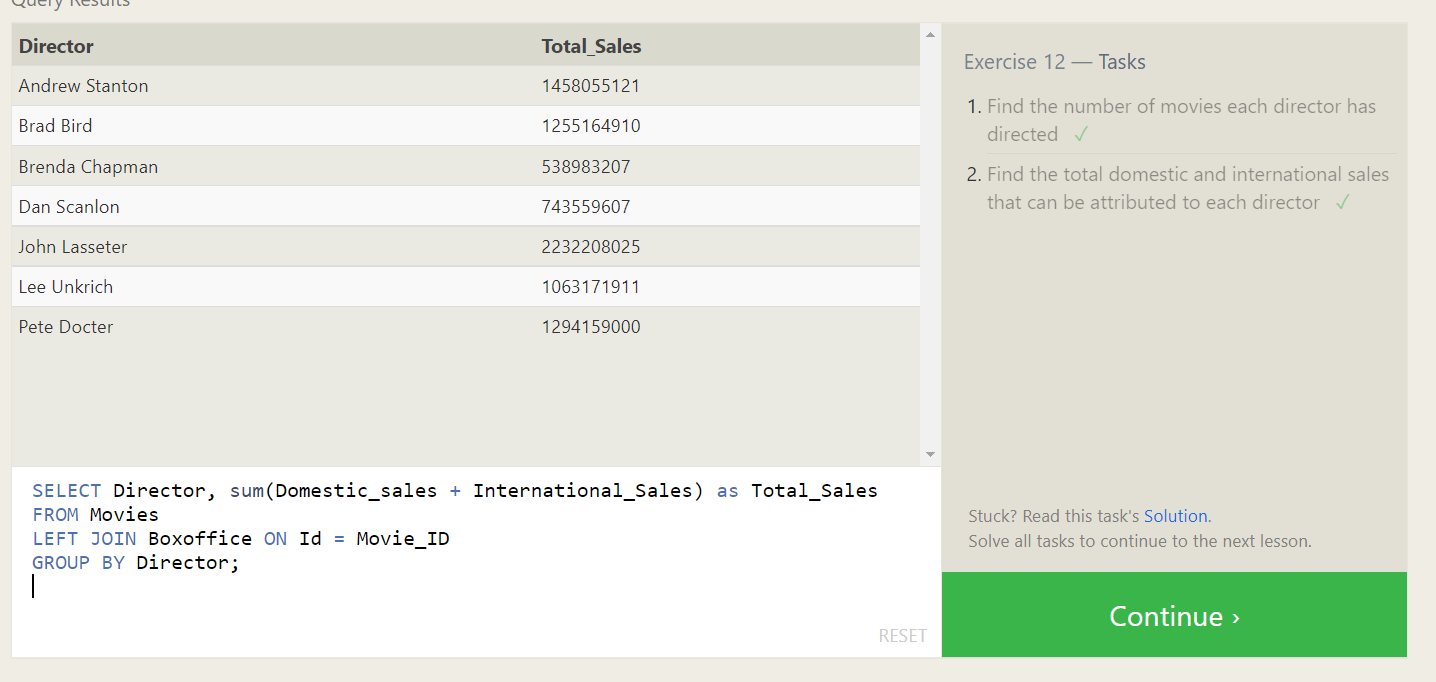 Query Results
Director Total_Sales
Andrew Stanton 1458055121
Brad Bird 1255164910
Brenda Chapman 538983207
Dan Scanlon 743559607
John Lasseter 2232208025
Lee Unkrich 1063171911
Pete Docter 1294159000
SELECT Director, sum(Domestic_sales + International_Sales) as Total_Sales
FROM Movies
LEFT JOIN Boxoffice ON Id = Movie_ID
GROUP BY Director;
RESET
Exercise 12 — Tasks
1. Find the number of movies each director has
directed ✓
2. Find the total domestic and international sales
that can be attributed to each director ✓
Stuck? Read this task's Solution.
Solve all tasks to continue to the next lesson.
Continue ›